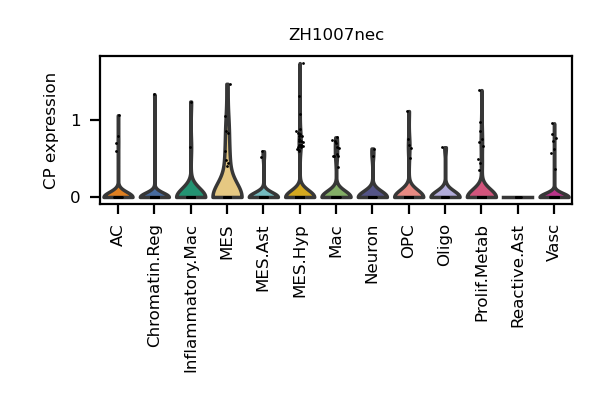 ZH1007nec
CP expression
1
0
AC
Chromatin.Reg
Inflammatory.Mac
MES
MES.Ast
MES.Hyp
Mac
Neuron
OPC
Oligo
Prolif.Metab
Reactive.Ast
Vasc